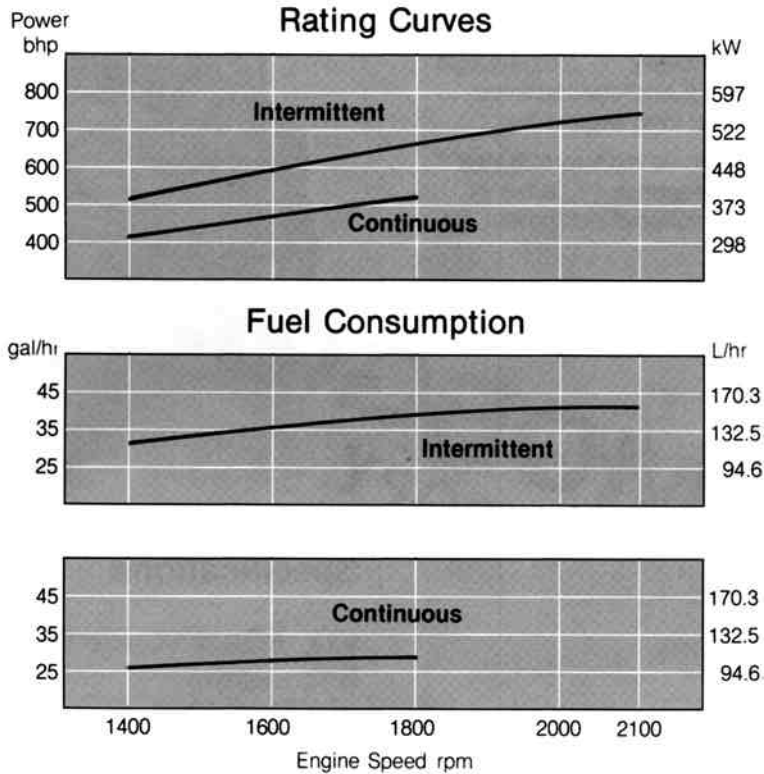 Rating Curves
Power
bhp
kW
800
700
600
500
400
Intermittent
Continuous
597
522
448
373
298
Fuel Consumption
gal/hr
L/hr
45
35
25
Intermittent
170.3
132.5
94.6
45
35
25
Continuous
170.3
132.5
94.6
1400 1600 1800 2000 2100
Engine Speed rpm